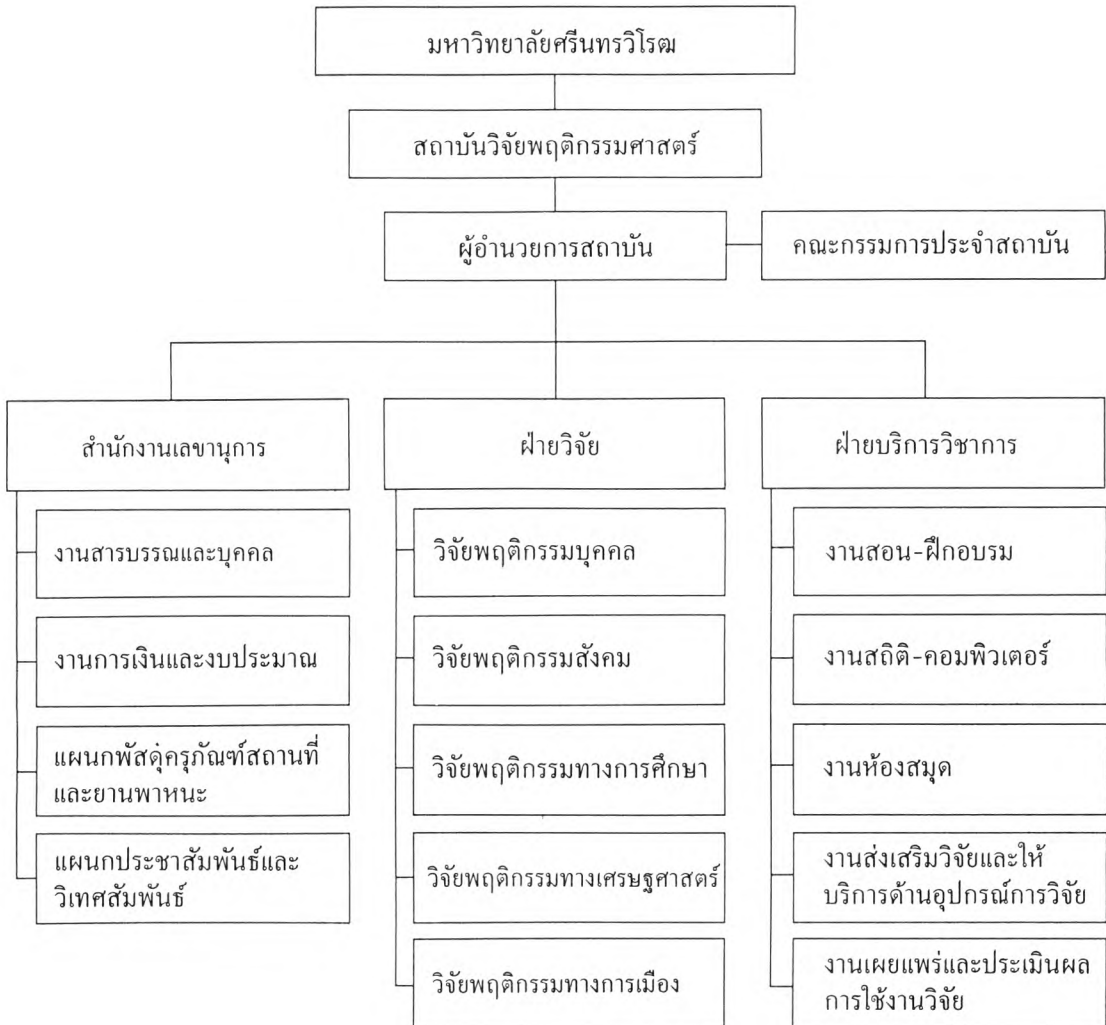 มหาวิทยาลัยศรีนทรวิโรฒ
สถาบันวิจัยพฤติกรรมศาสตร์
ผู้อำนวยการสถาบัน
คณะกรรมการประจำสถาบัน
สำนักงานเลขานุการ
งานสารบรรณและบุคคล
งานการเงินและงบประมาณ
แผนกพัสดุ่ครุภัณฑ์สถานที่
และยานพาหนะ
แผนกประชาสัมพันธ์และ
วิเทศสัมพันธ์
ฝ่ายวิจัย
วิจัยพฤติกรรมบุคคล
วิจัยพฤติกรรมสังคม
วิจัยพฤติกรรมทางการศึกษา
วิจัยพฤติกรรมทางเศรษฐศาสตร์
วิจัยพฤติกรรมทางการเมือง
ฝ่ายบริการวิชาการ
งานสอน-ฝึกอบรม
งานสถิติ-คอมพิวเตอร์
งานห้องสมุด
งานส่งเสริมวิจัยและให้
บริการด้านอุปกรณ์การวิจัย
งานเผยแพร่และประเมินผล
การใช้งานวิจัย